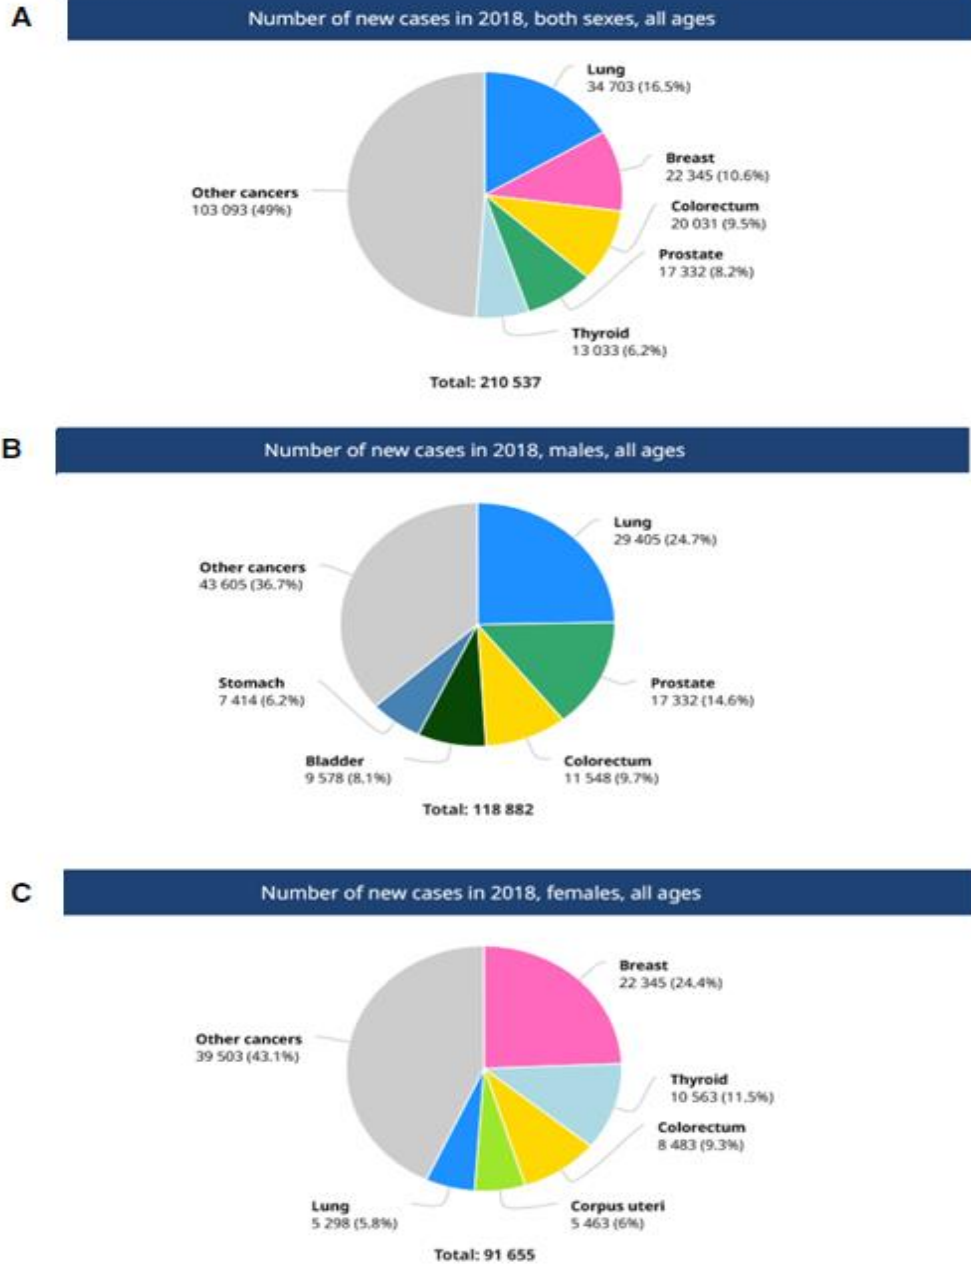 A
Number of new cases in 2018, both sexes, all ages
Lung
34 703 (16.5%)
Breast
22 345 (10.6%)
Colorectum
20 031 (9.5%)
Prostate
17 332 (8.2%)
Thyroid
13 033 (6.2%)
Other cancers
103 093 (49%)
Total: 210 537
B
Number of new cases in 2018, males, all ages
Lung
29 405 (24.7%)
Prostate
17 332 (14.6%)
Colorectum
11 548 (9.7%)
Bladder
9 578 (8.1%)
Stomach
7 414 (6.2%)
Other cancers
43 605 (36.7%)
Total: 118 882
C
Number of new cases in 2018, females, all ages
Breast
22 345 (24.4%)
Thyroid
10 563 (11.5%)
Colorectum
8 483 (9.3%)
Corpus uteri
5 463 (6%)
Lung
5 298 (5.8%)
Other cancers
39 503 (43.1%)
Total: 91 655